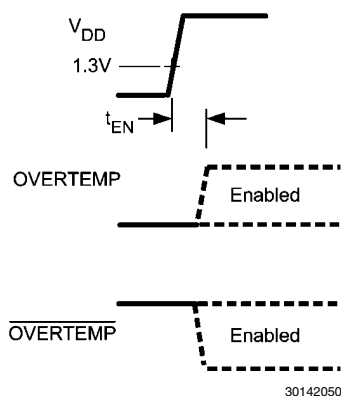 VDD
1.3V
tEN
OVERTEMP
Enabled
OVERTEMP
Enabled
30142050